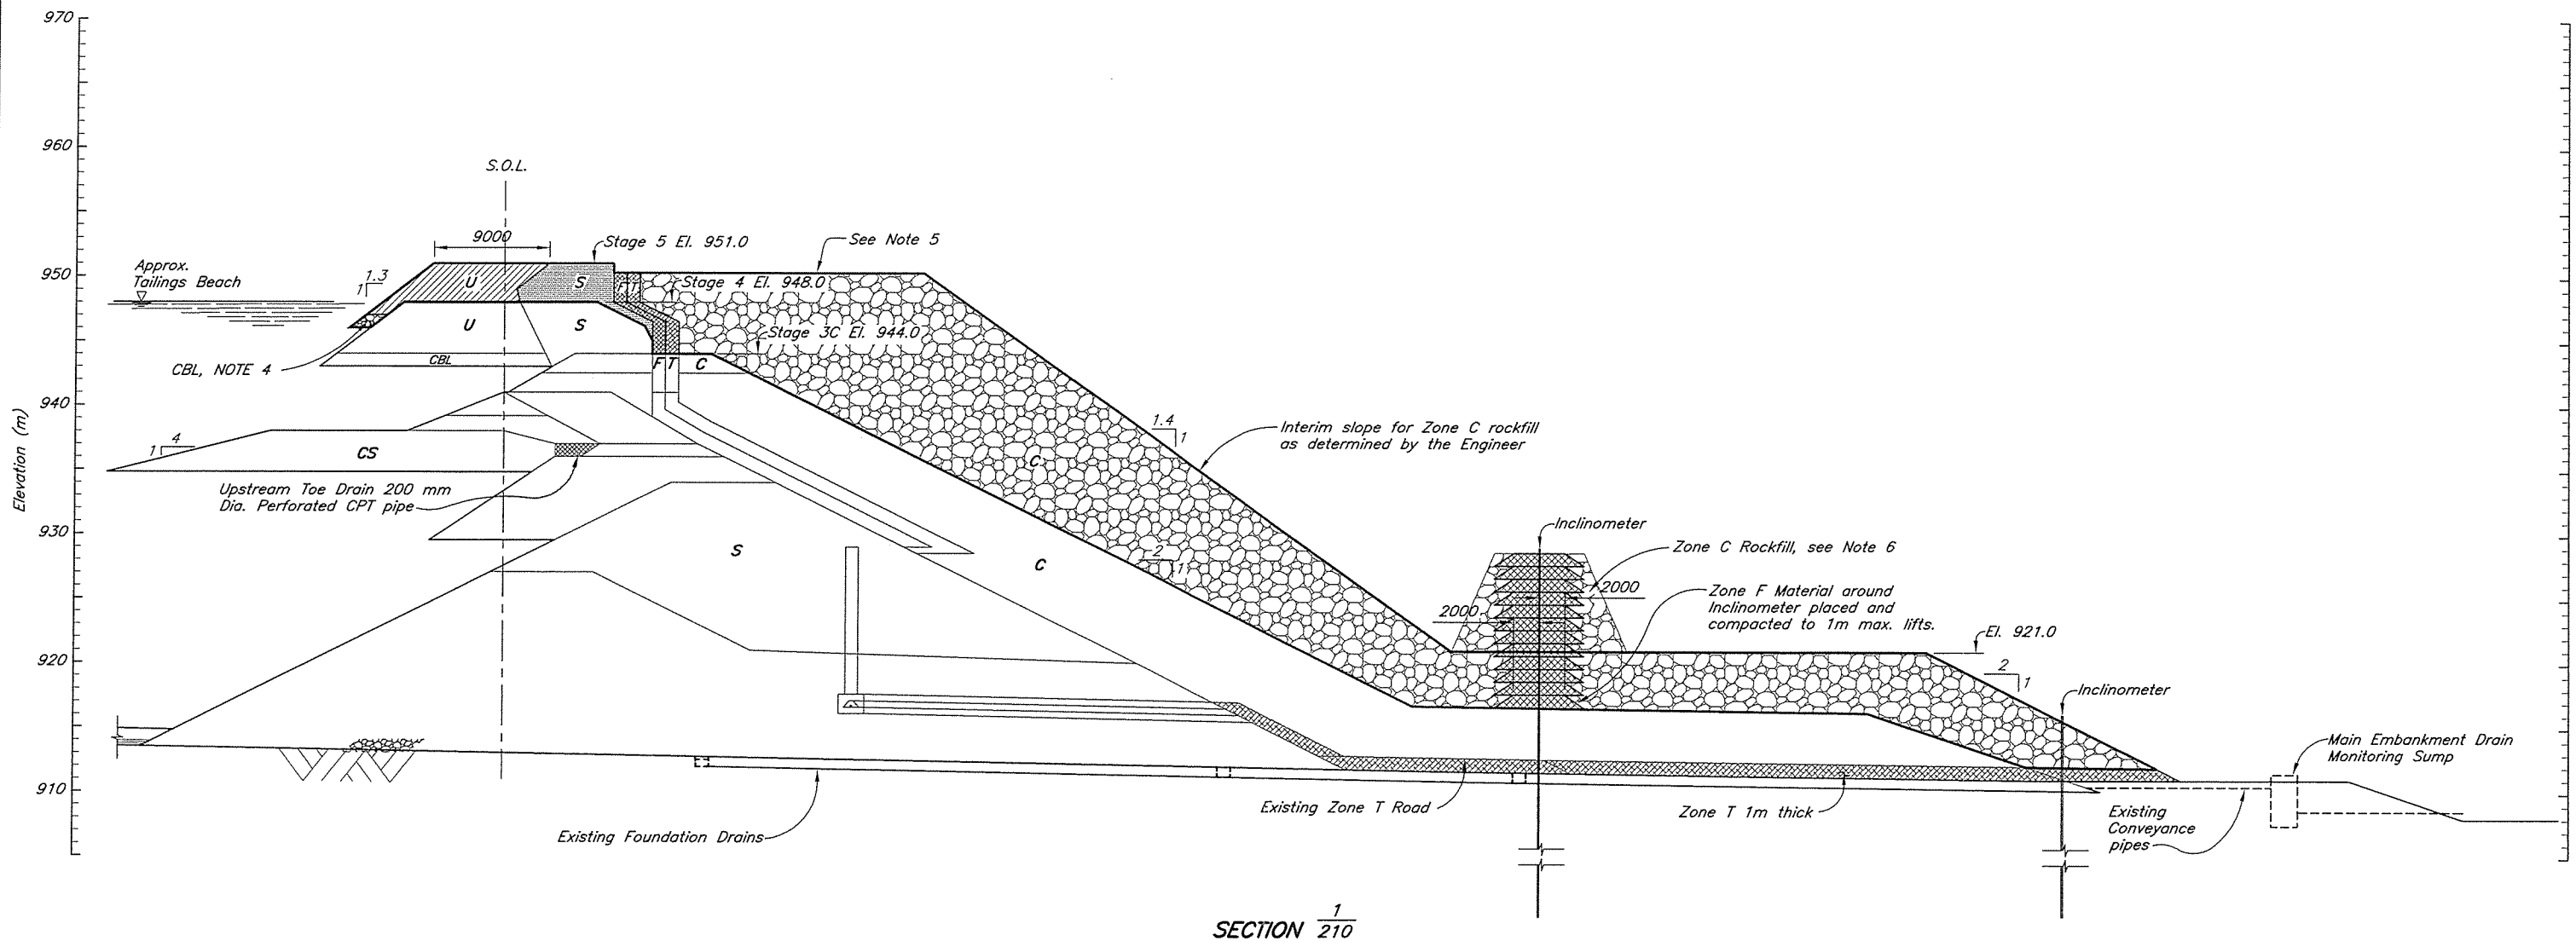 970
960
950
940
930
920
910
Elevation (m)
S.O.L.
9000
Stage 5 El. 951.0
See Note 5
Approx.
Tailings Beach
1.3
1
U
S
F T
Stage 4 El. 948.0
U
S
Stage 3C El. 944.0
CBL
F T
C
CBL, NOTE 4
4
1
CS
Upstream Toe Drain 200 mm
Dia. Perforated CPT pipe
1.4
1
Interim slope for Zone C rockfill
as determined by the Engineer
C
S
C
2
1
Inclinometer
Zone C Rockfill, see Note 6
2000
2000
Zone F Material around
Inclinometer placed and
compacted to 1m max. lifts.
El. 921.0
2
1
Inclinometer
Main Embankment Drain
Monitoring Sump
Existing Foundation Drains
Existing Zone T Road
Zone T 1m thick
Existing
Conveyance
pipes
SECTION 1
210